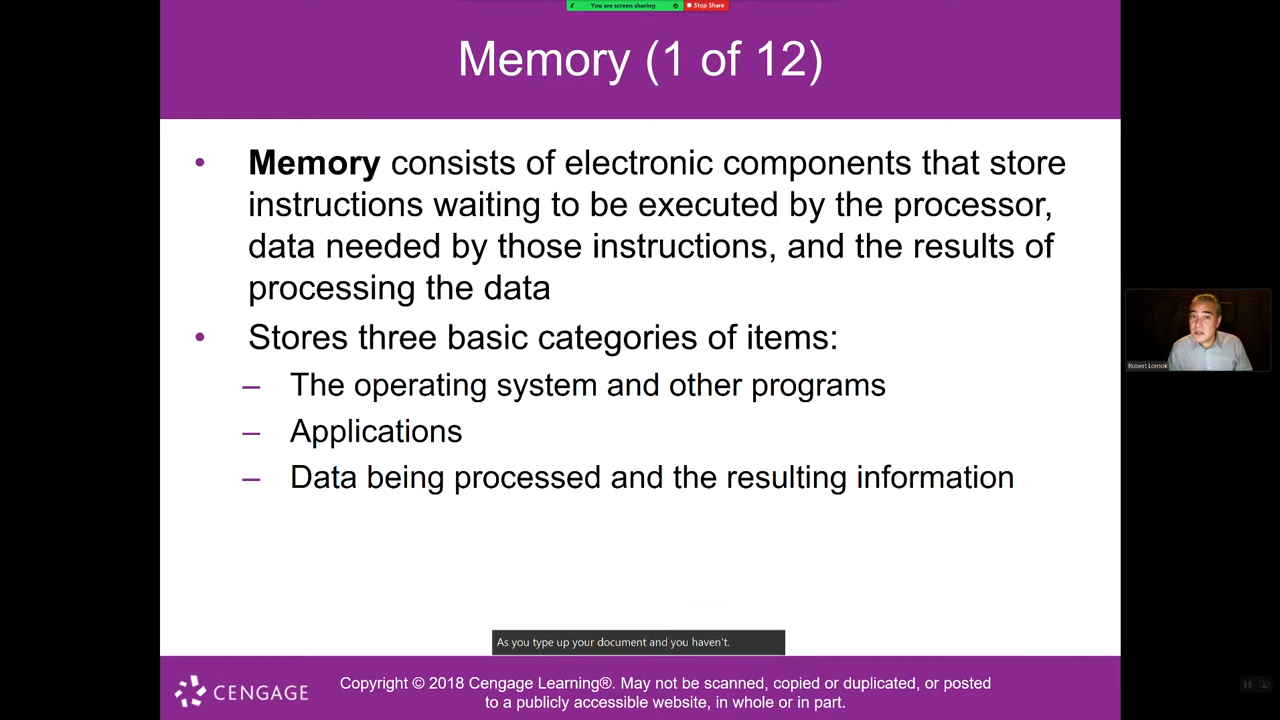 You are screen sharing
Stop Share
Memory (1 of 12)
• Memory consists of electronic components that store
instructions waiting to be executed by the processor,
data needed by those instructions, and the results of
processing the data
• Stores three basic categories of items:
– The operating system and other programs
– Applications
– Data being processed and the resulting information
Robert Lontok
As you type up your document and you haven't.
CENGAGE
Copyright © 2018 Cengage Learning®. May not be scanned, copied or duplicated, or posted
to a publicly accessible website, in whole or in part.